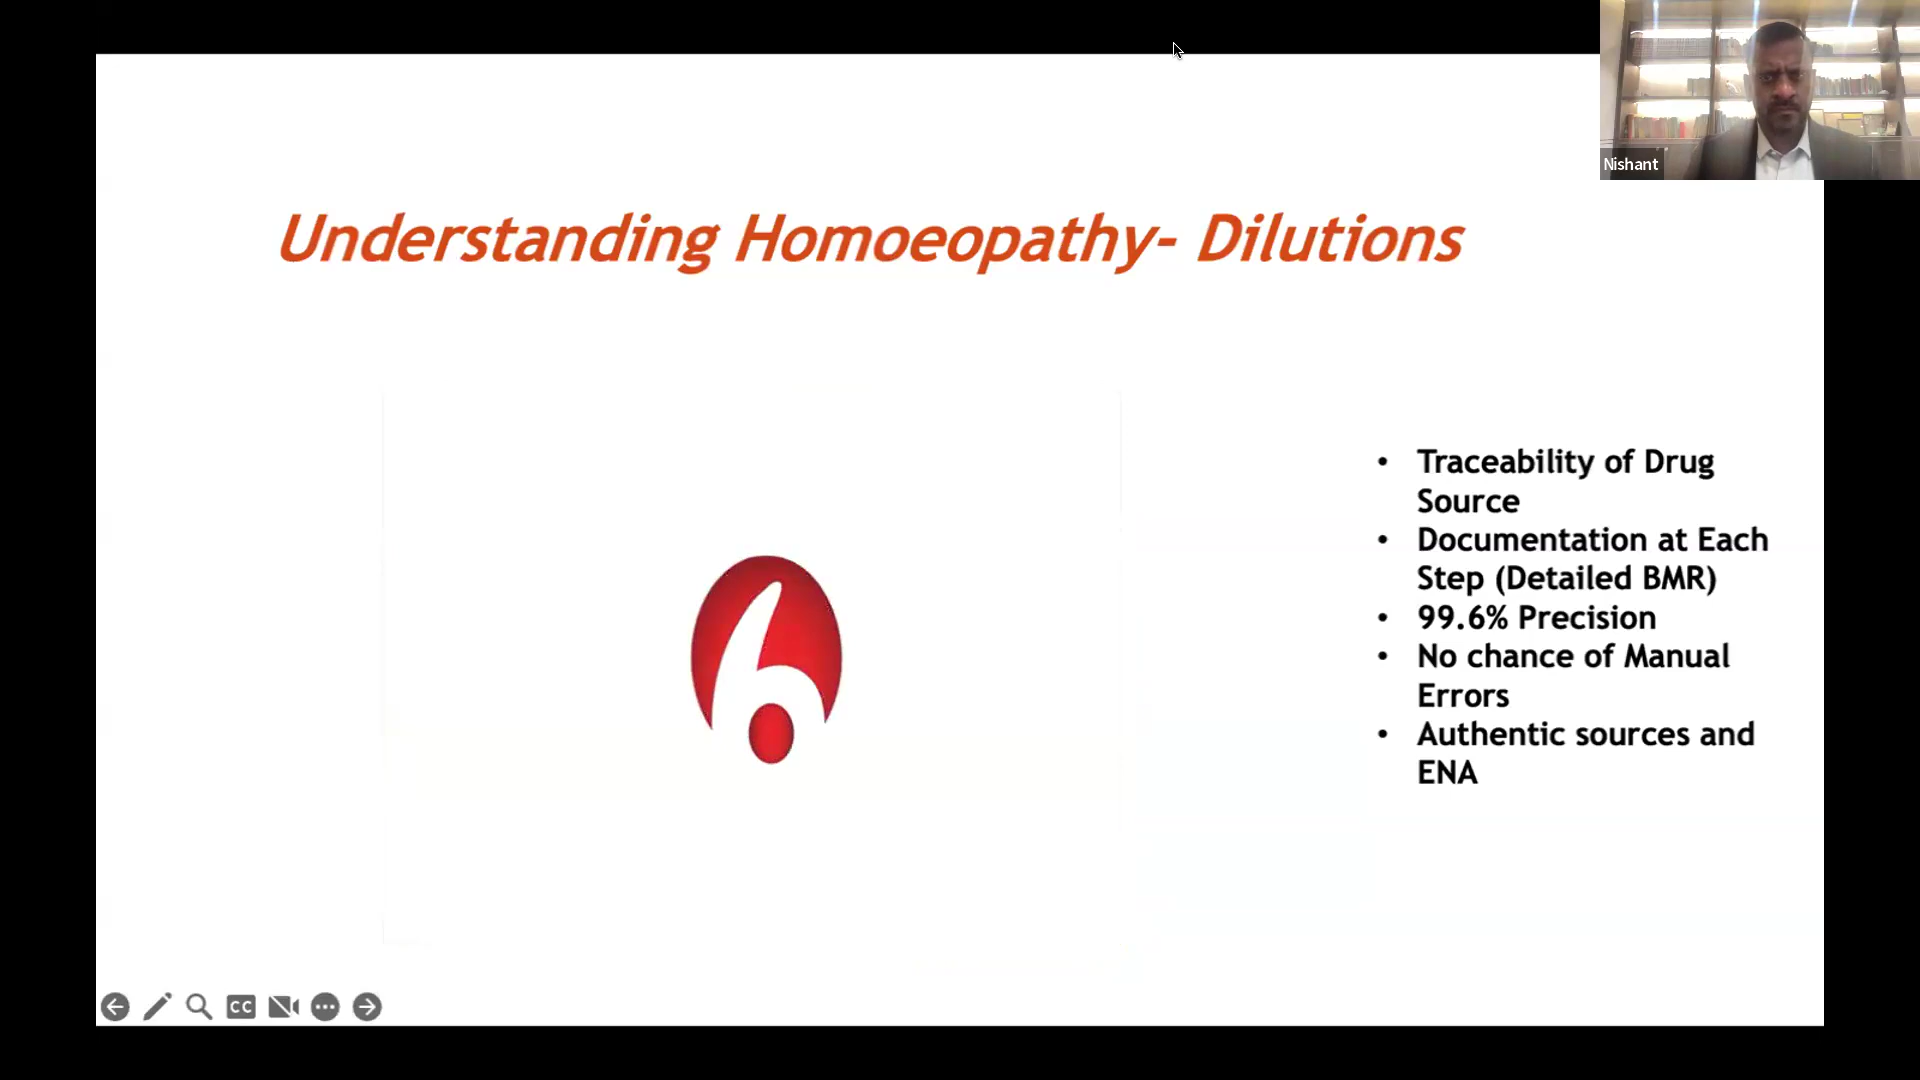 Nishant
Understanding Homoeopathy- Dilutions
• Traceability of Drug
Source
• Documentation at Each
Step (Detailed BMR)
• 99.6% Precision
• No chance of Manual
Errors
• Authentic sources and
ENA
CC